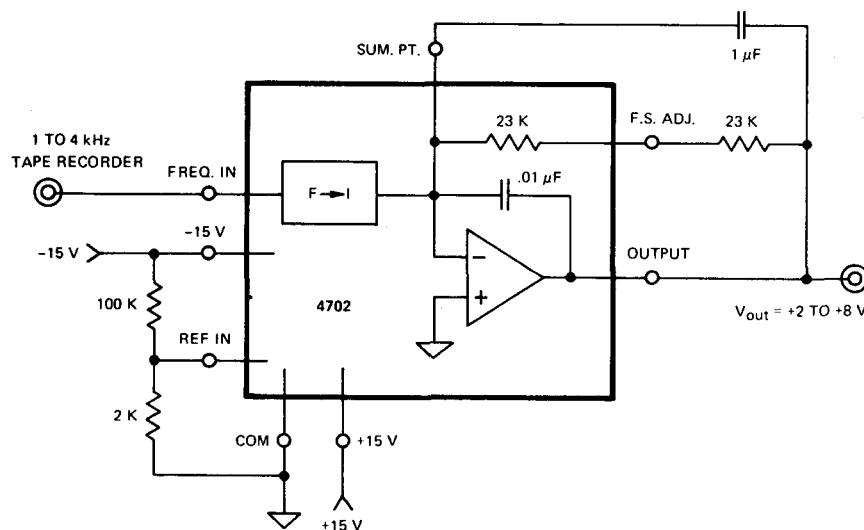 SUM. PT.
1 µF
23 K
F.S. ADJ.
23 K
1 TO 4 kHz
TAPE RECORDER
FREQ. IN
F→I
.01 µF
−15 V
−15 V
OUTPUT
100 K
4702
Vout = +2 TO +8 V
REF IN
2 K
COM
+15 V
+15 V